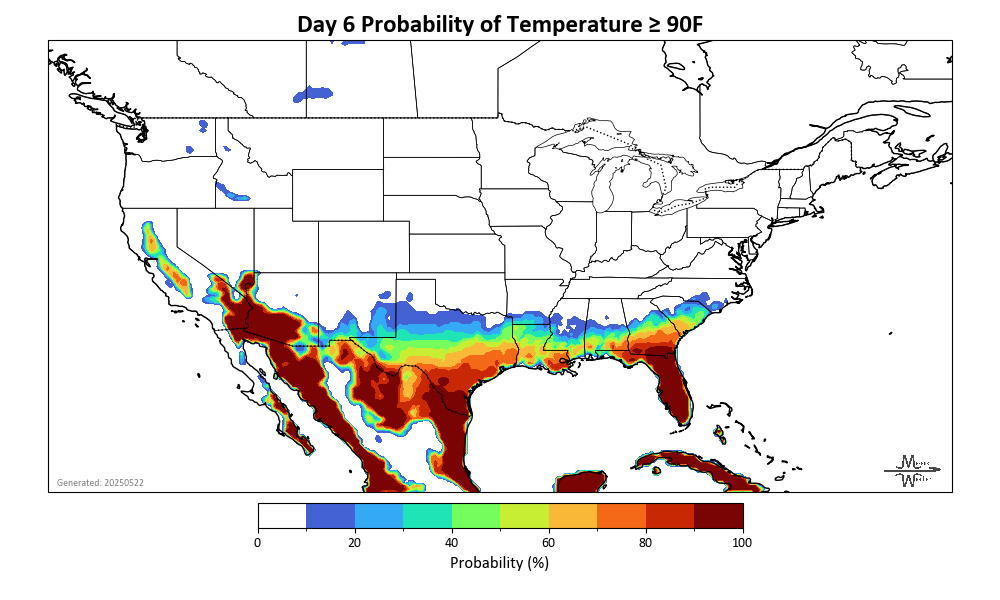 Day 6 Probability of Temperature ≥ 90F
Generated: 20250522
0 20 40 60 80 100
Probability (%)